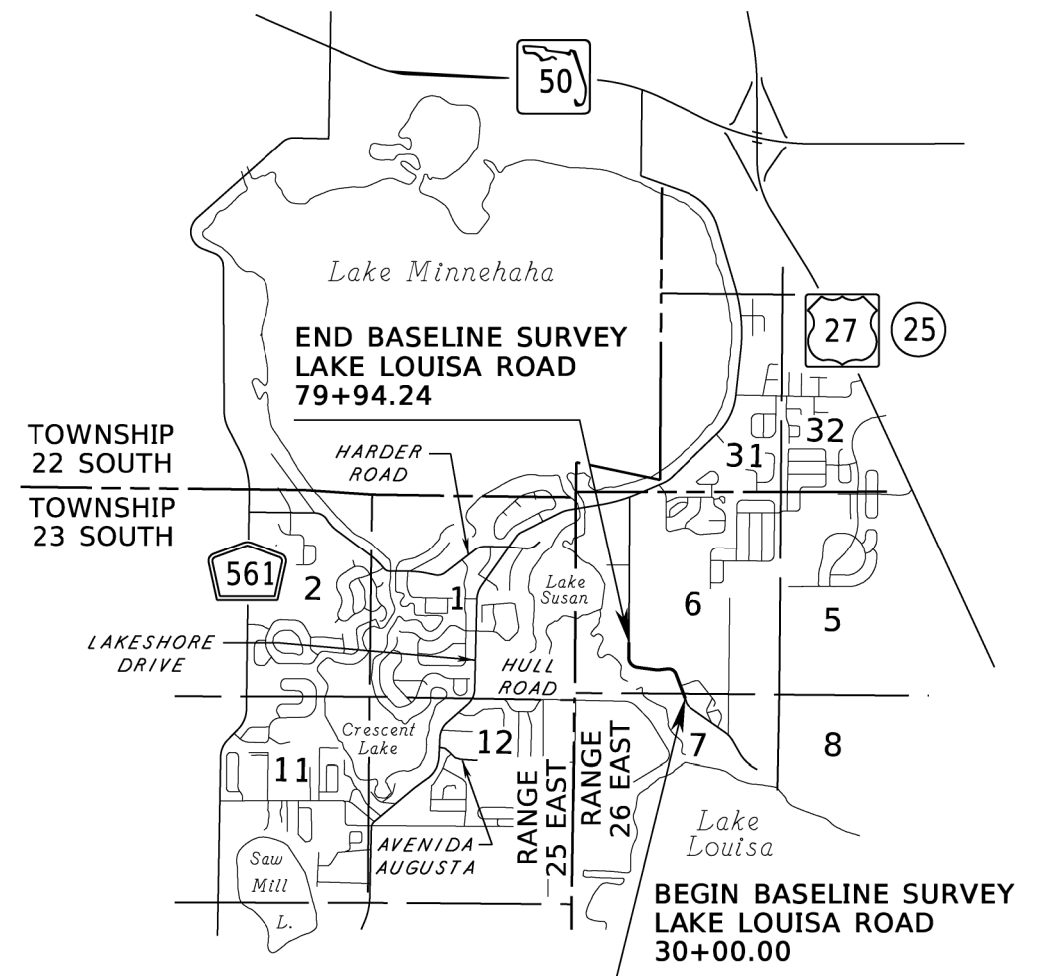 50
Lake Minnehaha
END BASELINE SURVEY
LAKE LOUISA ROAD
79+94.24
27
25
TOWNSHIP
22 SOUTH
HARDER
ROAD
31
32
TOWNSHIP
23 SOUTH
561
2
1
Lake
Susan
6
5
LAKESHORE
DRIVE
HULL
ROAD
Crescent
Lake
12
11
7
8
RANGE
25 EAST
RANGE
26 EAST
Lake
Louisa
AVENIDA
AUGUSTA
Saw
Mill
L.
BEGIN BASELINE SURVEY
LAKE LOUISA ROAD
30+00.00